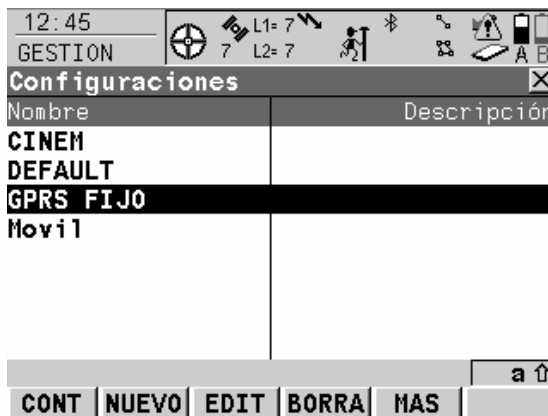 12:45
GESTION
7
L1= 7
L2= 7
A B
Configuraciones
Nombre Descripción
CINEM
DEFAULT
GPRS FIJO
Movil
a
CONT NUEVO EDIT BORRA MAS